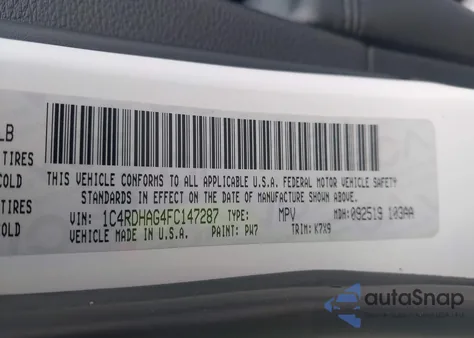 LB
TIRES
COLD
TIRES
COLD
THIS VEHICLE CONFORMS TO ALL APPLICABLE U.S.A. FEDERAL MOTOR VEHICLE SAFETY
STANDARDS IN EFFECT ON THE DATE OF MANUFACTURE SHOWN ABOVE.
VIN: 1C4RDHAG4FC147287 TYPE: MPV MDH: 092519 103AA
VEHICLE MADE IN U.S.A. PAINT: PW7 TRIM: K7X9
autoSnap